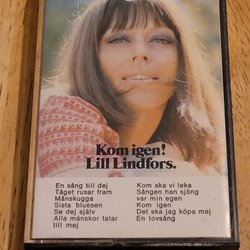 Kom igen!
Lill Lindfors.
En sång till dej
Tåget rusar fram
Månskugga
Sista bluesen
Se dej själv
Alla mänskor talar
till mej
Kom ska vi leka
Sången han sjöng
var min egen
Kom igen
Det ska jag köpa mej
En lovsång